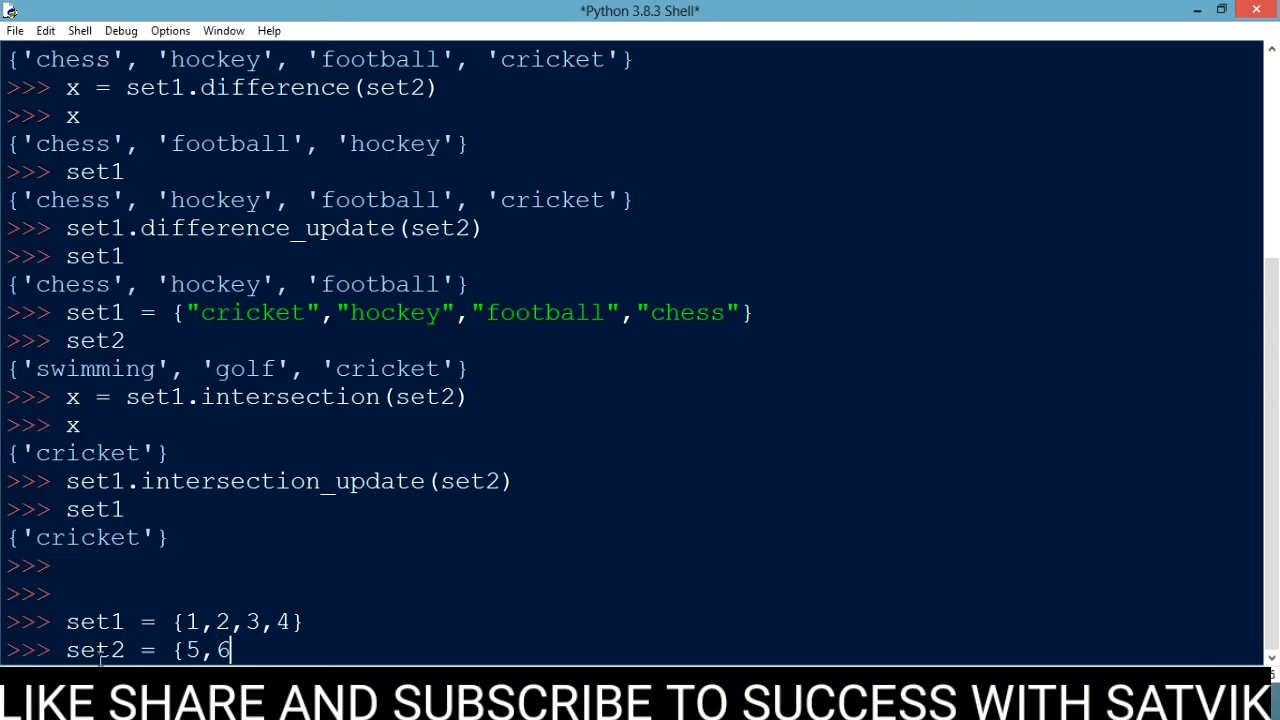 *Python 3.8.3 Shell*
File Edit Shell Debug Options Window Help
{'chess', 'hockey', 'football', 'cricket'}
>>> x = set1.difference(set2)
>>> x
{'chess', 'football', 'hockey'}
>>> set1
{'chess', 'hockey', 'football', 'cricket'}
>>> set1.difference_update(set2)
>>> set1
{'chess', 'hockey', 'football'}
>>> set1 = {"cricket","hockey","football","chess"}
>>> set2
{'swimming', 'golf', 'cricket'}
>>> x = set1.intersection(set2)
>>> x
{'cricket'}
>>> set1.intersection_update(set2)
>>> set1
{'cricket'}
>>>
>>>
>>> set1 = {1,2,3,4}
>>> set2 = {5,6
LIKE SHARE AND SUBSCRIBE TO SUCCESS WITH SATVIK